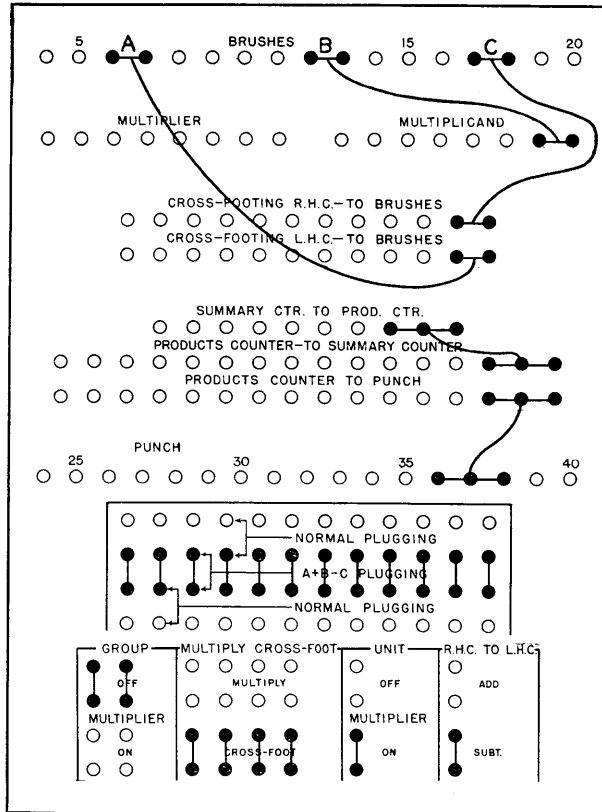 5 A BRUSHES B 15 C 20
MULTIPLIER MULTIPLICAND
CROSS-FOOTING R.H.C.—TO BRUSHES
CROSS-FOOTING L.H.C.—TO BRUSHES
SUMMARY CTR. TO PROD. CTR.
PRODUCTS COUNTER—TO SUMMARY COUNTER
PRODUCTS COUNTER TO PUNCH
PUNCH
25 30 35 40
NORMAL PLUGGING
A+B-C PLUGGING
NORMAL PLUGGING
GROUP MULTIPLY CROSS-FOOT UNIT R.H.C. TO L.H.C.
OFF MULTIPLY OFF ADD
MULTIPLIER MULTIPLIER
ON CROSS-FOOT ON SUBT.